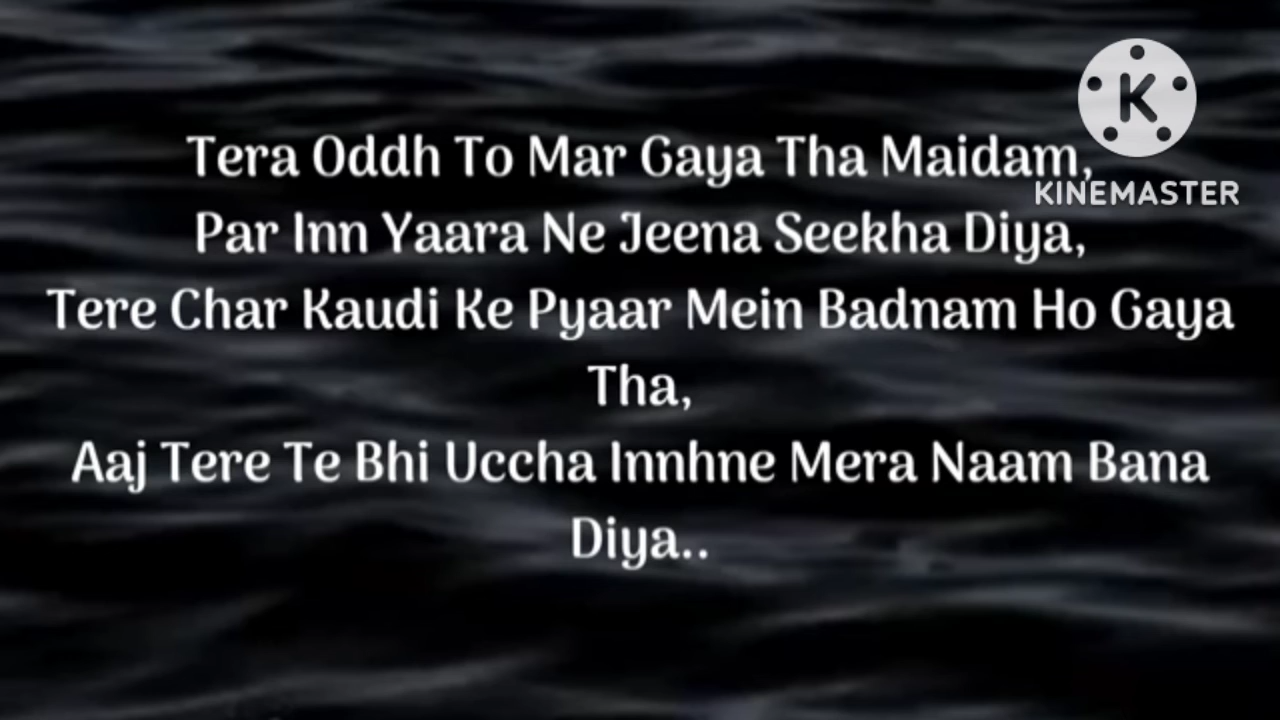 Tera Oddh To Mar Gaya Tha Maidam,
Par Inn Yaara Ne Jeena Seekha Diya,
Tere Char Kaudi Ke Pyaar Mein Badnam Ho Gaya
Tha,
Aaj Tere Te Bhi Uccha Innhne Mera Naam Bana
Diya..
K
KINEMASTER